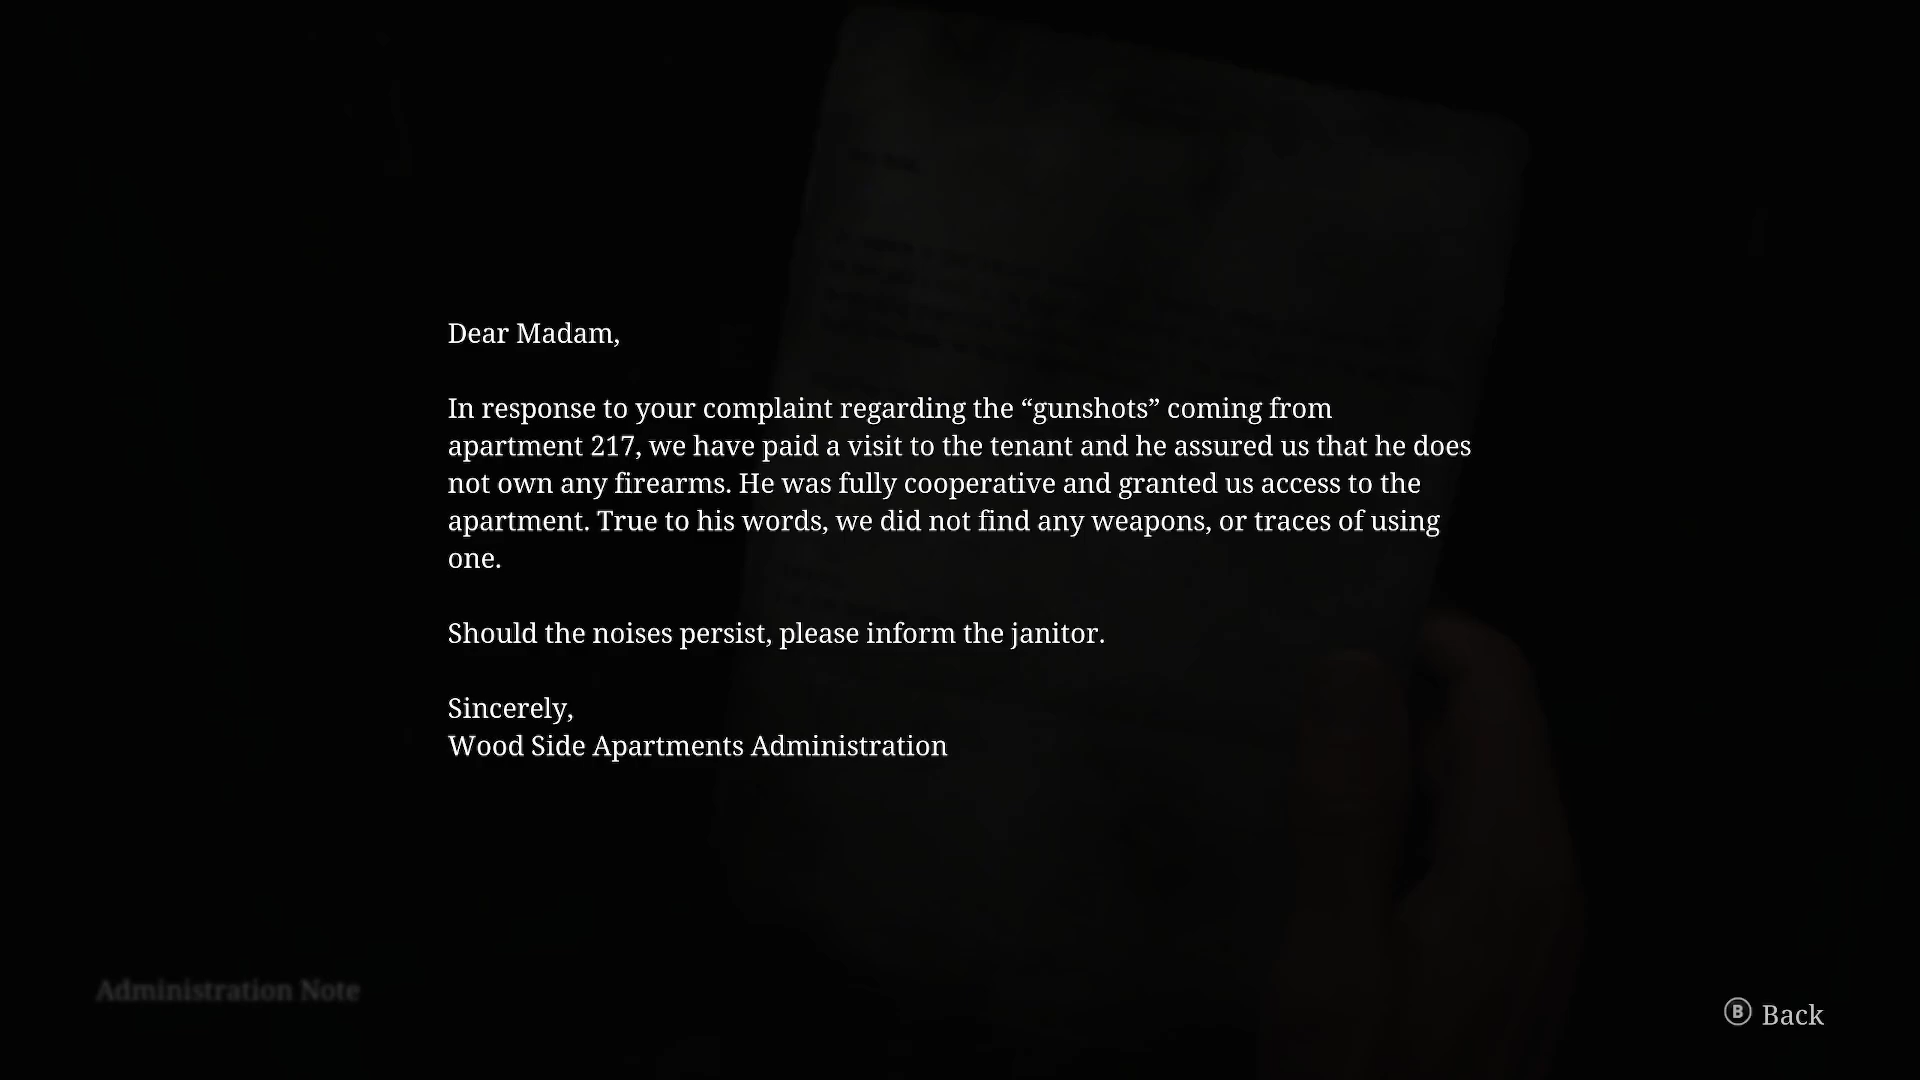 Dear Madam,
In response to your complaint regarding the “gunshots” coming from
apartment 217, we have paid a visit to the tenant and he assured us that he does
not own any firearms. He was fully cooperative and granted us access to the
apartment. True to his words, we did not find any weapons, or traces of using
one.
Should the noises persist, please inform the janitor.
Sincerely,
Wood Side Apartments Administration
Administration Note
B Back